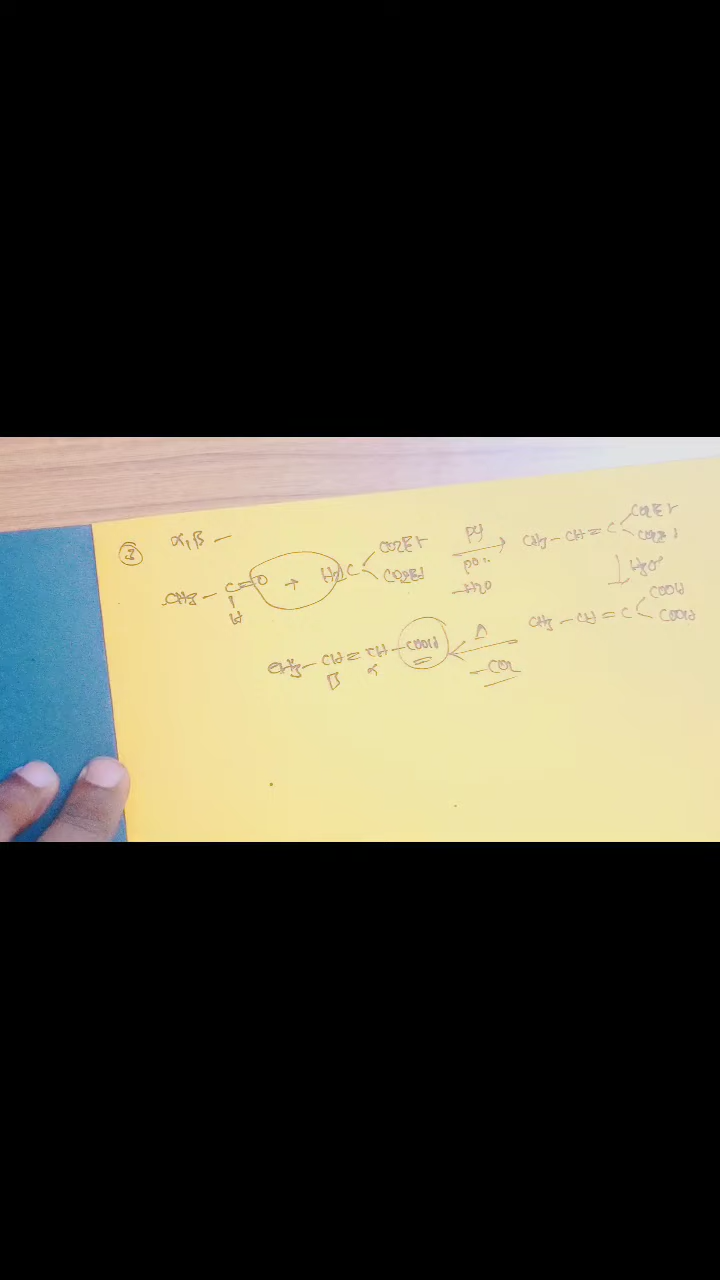 ③ α,β –
CH3 – C=O + H2C CO2Et CO2Et py –H2O CH3 – CH = C CO2Et CO2Et
H
H2O
CH3 – CH = C COOH COOH
Δ –CO2
CH3 – CH = CH – COOH
β α